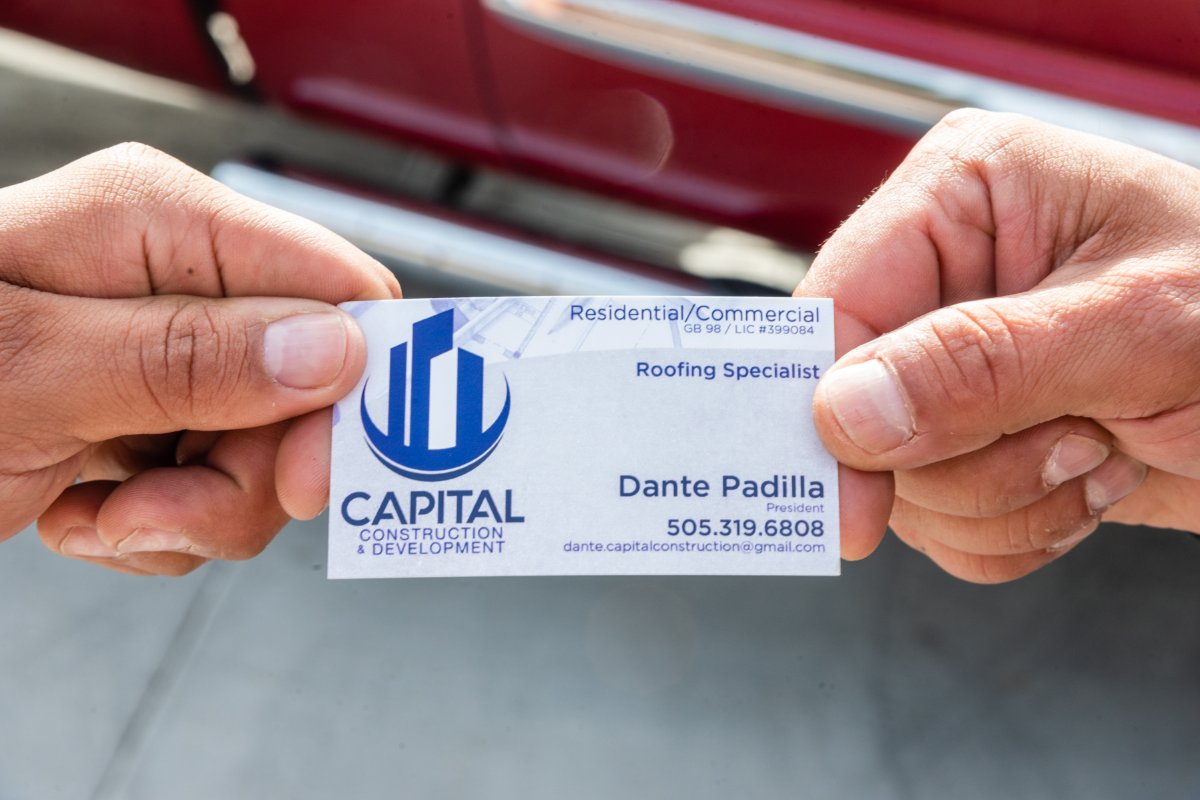 Residential/Commercial
GB 98 / LIC #399084
Roofing Specialist
CAPITAL
CONSTRUCTION
& DEVELOPMENT
Dante Padilla
President
505.319.6808
dante.capitalconstruction@gmail.com